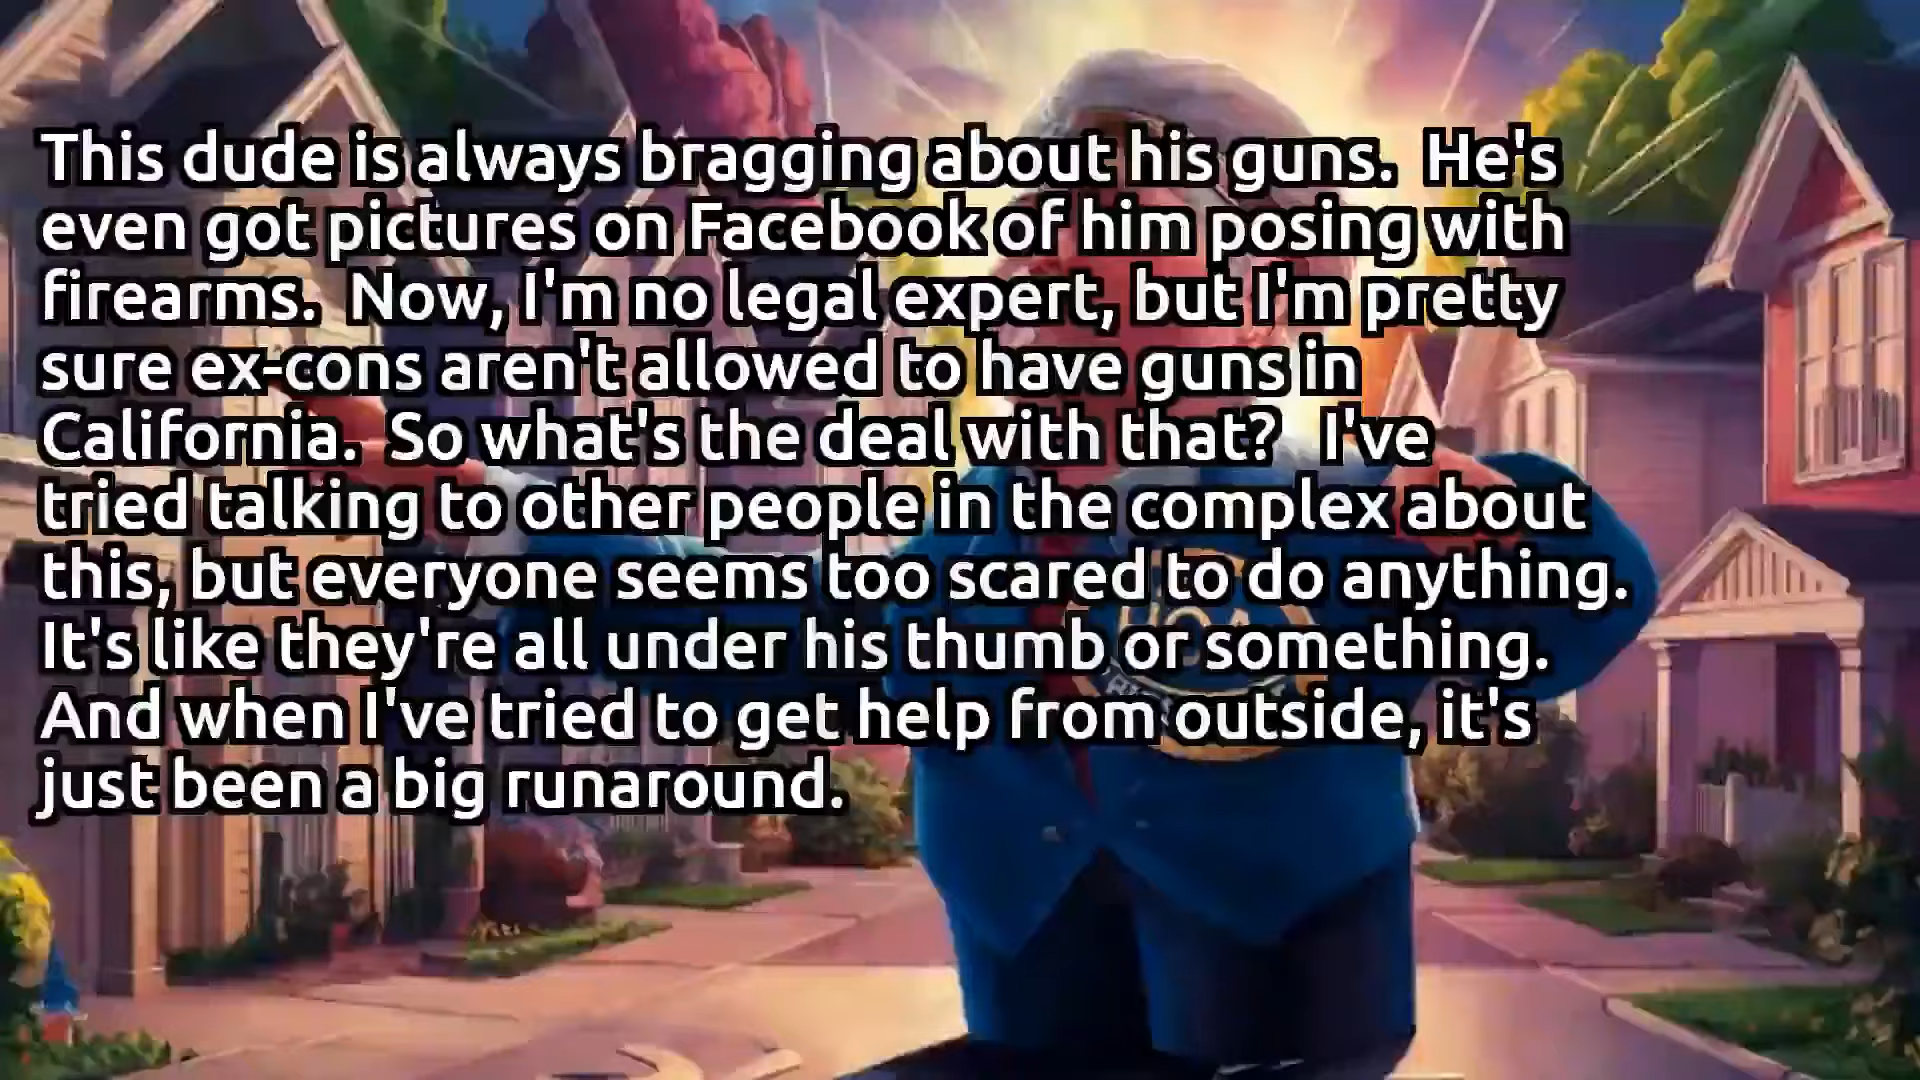 This dude is always bragging about his guns.  He's
even got pictures on Facebook of him posing with
firearms.  Now, I'm no legal expert, but I'm pretty
sure ex-cons aren't allowed to have guns in
California.  So what's the deal with that?   I've
tried talking to other people in the complex about
this, but everyone seems too scared to do anything.
It's like they're all under his thumb or something.
And when I've tried to get help from outside, it's
just been a big runaround.
HOA